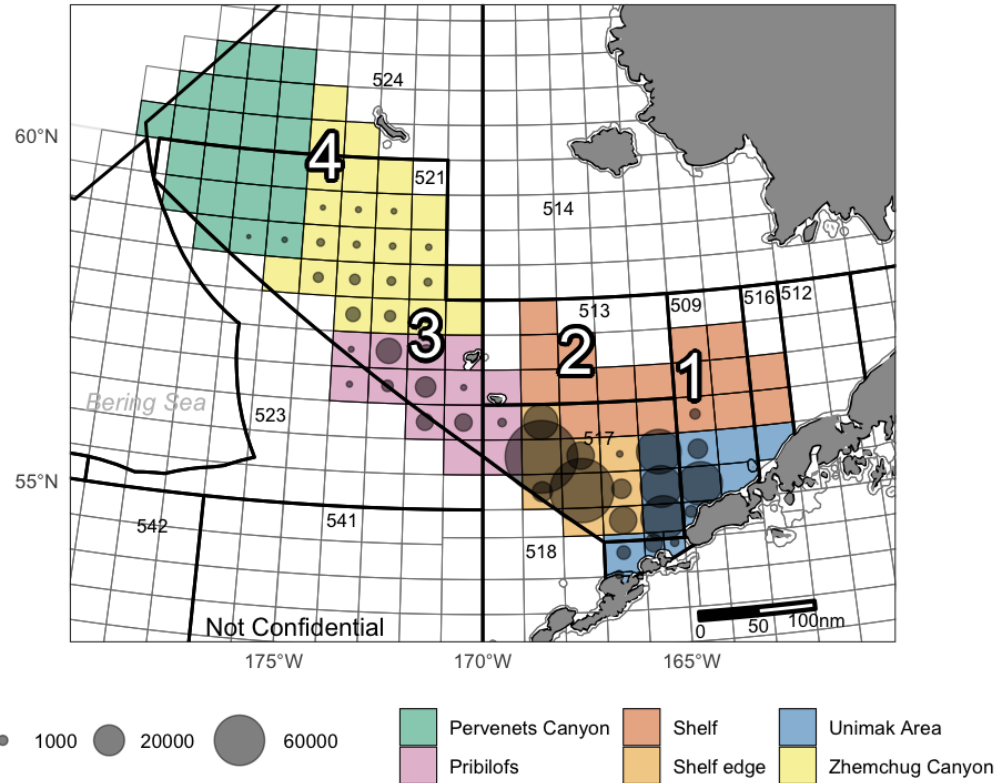 524
60°N
4
521
514
513
509
516
512
3
2
1
Bering Sea
523
517
55°N
541
542
518
Not Confidential
0 50 100nm
175°W 170°W 165°W
1000 20000 60000
Pervenets Canyon Shelf Unimak Area
Pribilofs Shelf edge Zhemchug Canyon